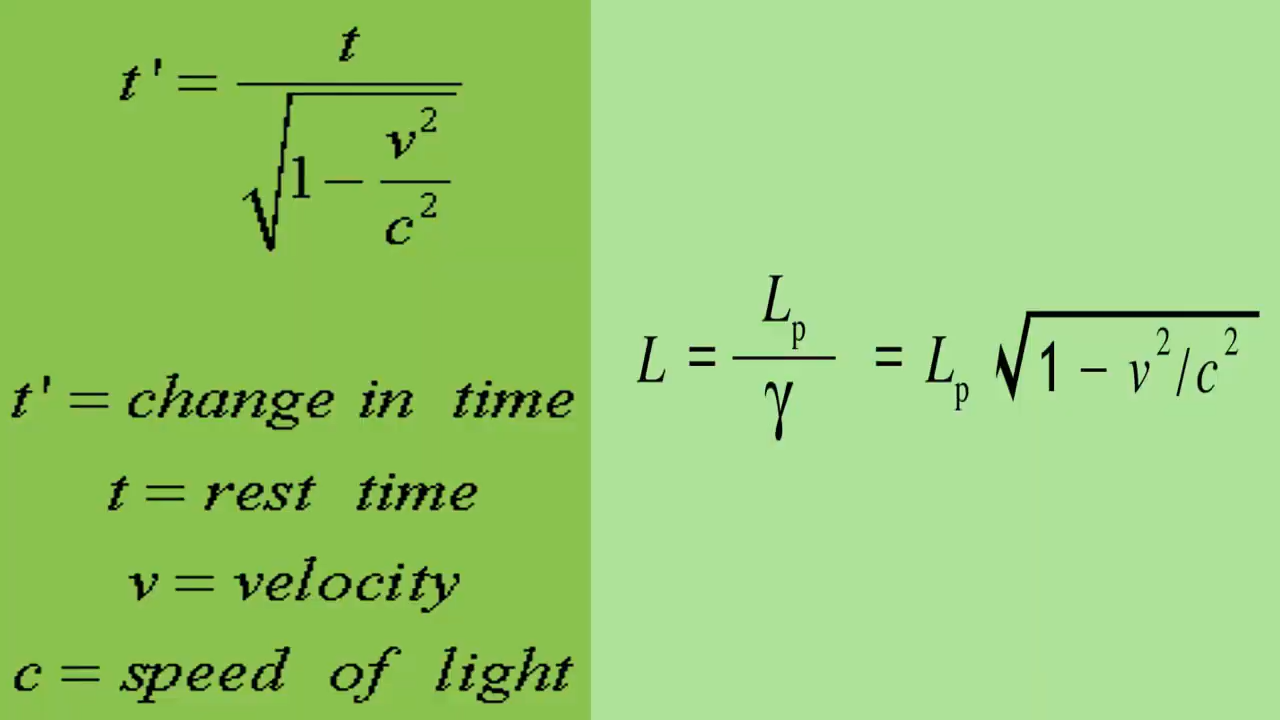 t' = t / √(1 − v²/c²)
t' = change in time
t = rest time
v = velocity
c = speed of light
L = Lₚ/γ = Lₚ √(1 − v²/c²)